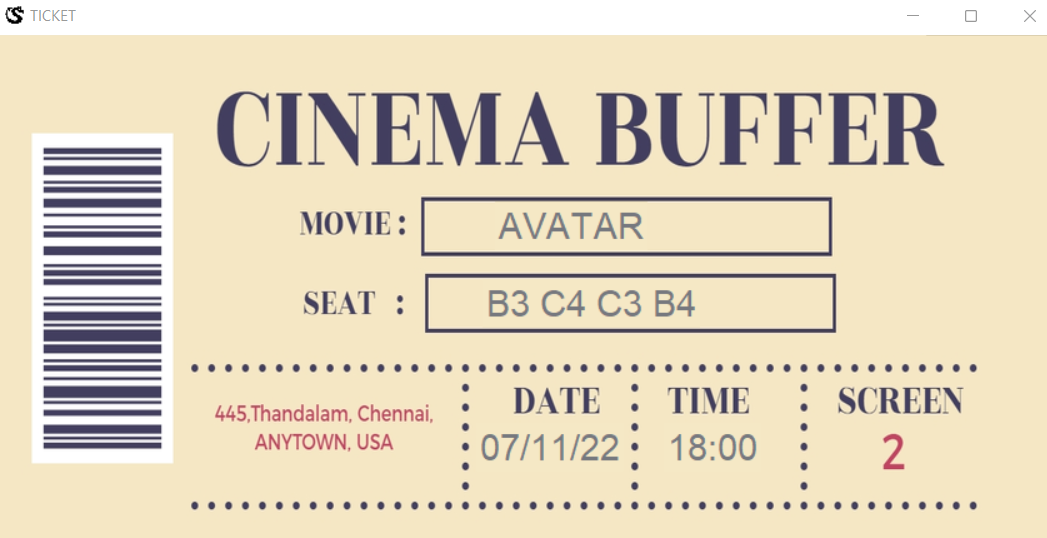 TICKET
CINEMA BUFFER
MOVIE : AVATAR
SEAT : B3 C4 C3 B4
445,Thandalam, Chennai,
ANYTOWN, USA
DATE
07/11/22
TIME
18:00
SCREEN
2